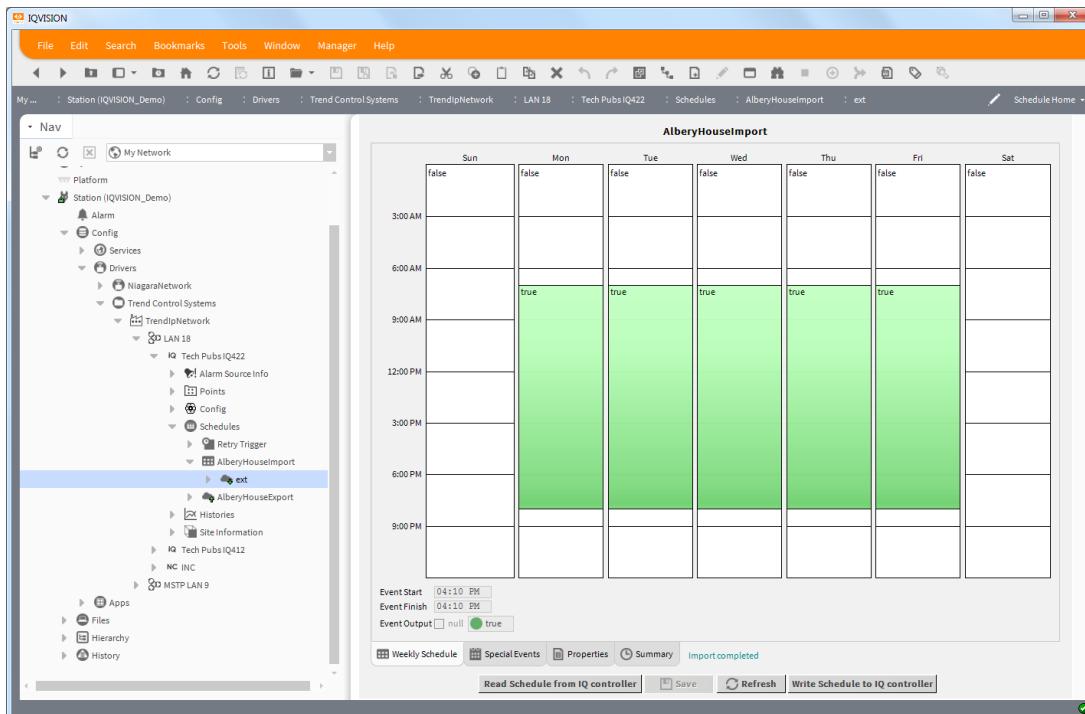 IQVISION
File Edit Search Bookmarks Tools Window Manager Help
My ... : Station (IQVISION_Demo) : Config : Drivers : Trend Control Systems : TrendIpNetwork : LAN 18 : Tech Pubs IQ422 : Schedules : AlberyHouseImport : ext Schedule Home
Nav
My Network
Platform
Station (IQVISION_Demo)
Alarm
Config
Services
Drivers
NiagaraNetwork
Trend Control Systems
TrendIpNetwork
LAN 18
IQ Tech Pubs IQ422
Alarm Source Info
Points
Config
Schedules
Retry Trigger
AlberyHouseImport
ext
AlberyHouseExport
Histories
Site Information
IQ Tech Pubs IQ412
NC INC
MSTP LAN 9
Apps
Files
Hierarchy
History
AlberyHouseImport
Sun Mon Tue Wed Thu Fri Sat
false false false false false false false
3:00 AM
6:00 AM
true true true true true
9:00 AM
12:00 PM
3:00 PM
6:00 PM
9:00 PM
Event Start 04:10 PM
Event Finish 04:10 PM
Event Output null true
Weekly Schedule Special Events Properties Summary Import completed
Read Schedule from IQ controller Save Refresh Write Schedule to IQ controller